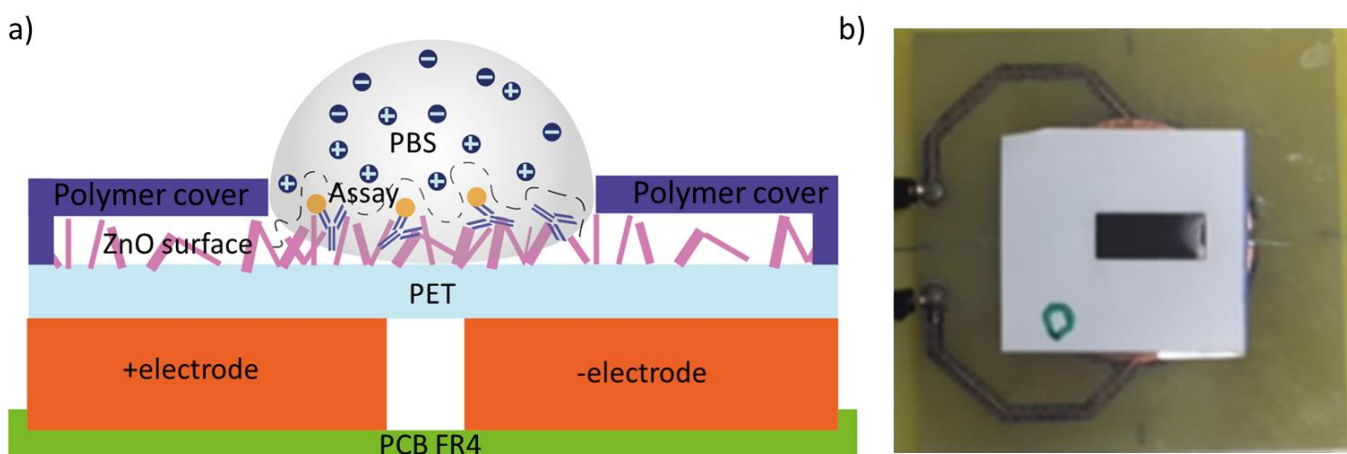 a)
b)
PBS
Assay
Polymer cover
Polymer cover
ZnO surface
PET
+electrode
-electrode
PCB FR4